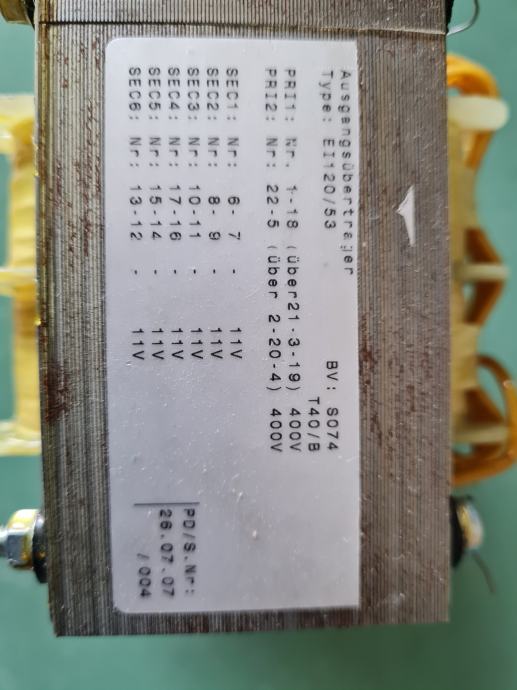 Ausgangsübertrager BV: S074
Type: EI120/53 T40/B
PRI1: Nr. 1-18 (über21-3-19) 400V
PRI2: Nr: 22-5 (über 2-20-4) 400V
SEC1: Nr: 6- 7 - 11V
SEC2: Nr: 8- 9 - 11V
SEC3: Nr: 10-11 - 11V
SEC4: Nr: 17-16 - 11V
SEC5: Nr: 15-14 - 11V
SEC6: Nr: 13-12 - 11V
PD/S.Nr:
26.07.07
/004